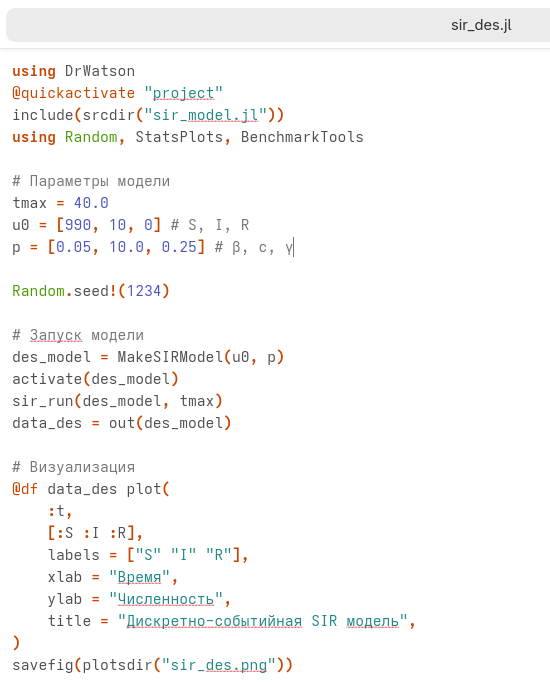 sir_des.jl
using DrWatson
@quickactivate "project"
include(srcdir("sir_model.jl"))
using Random, StatsPlots, BenchmarkTools
# Параметры модели
tmax = 40.0
u0 = [990, 10, 0] # S, I, R
p = [0.05, 10.0, 0.25] # β, c, γ
Random.seed!(1234)
# Запуск модели
des_model = MakeSIRModel(u0, p)
activate(des_model)
sir_run(des_model, tmax)
data_des = out(des_model)
# Визуализация
@df data_des plot(
    :t,
    [:S :I :R],
    labels = ["S" "I" "R"],
    xlab = "Время",
    ylab = "Численность",
    title = "Дискретно-событийная SIR модель",
)
savefig(plotsdir("sir_des.png"))